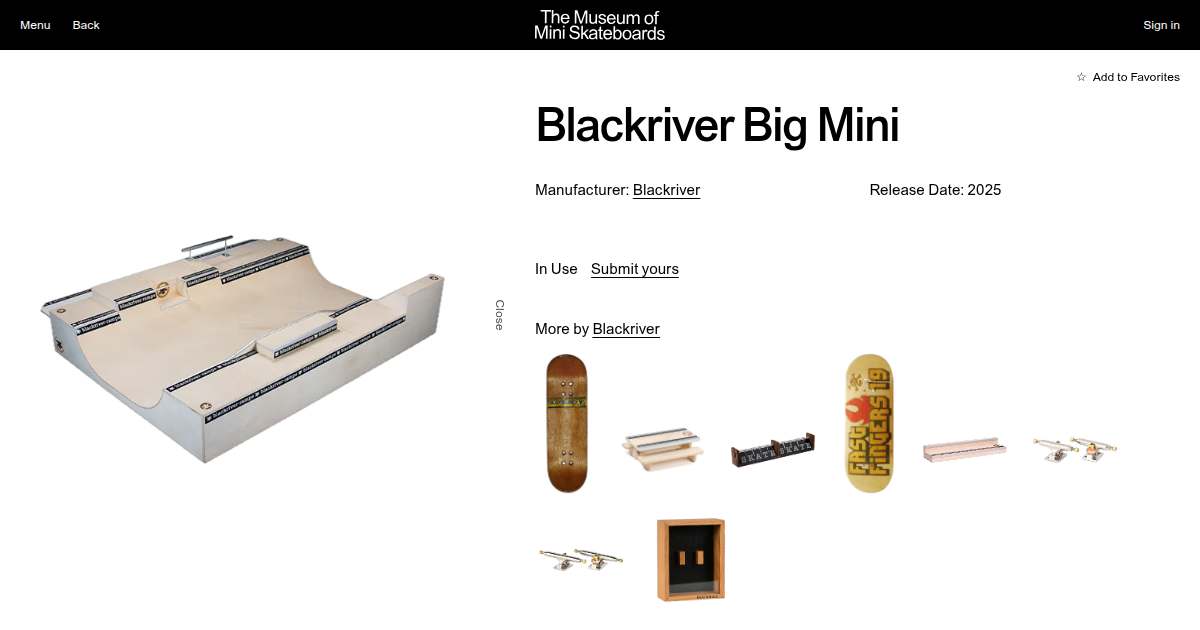 Menu
Back
The Museum of
Mini Skateboards
Sign in
☆ Add to Favorites
Blackriver Big Mini
Manufacturer: Blackriver
Release Date: 2025
In Use
Submit yours
Close
More by Blackriver
FAST
FINGERS 19
SKATE SKATE